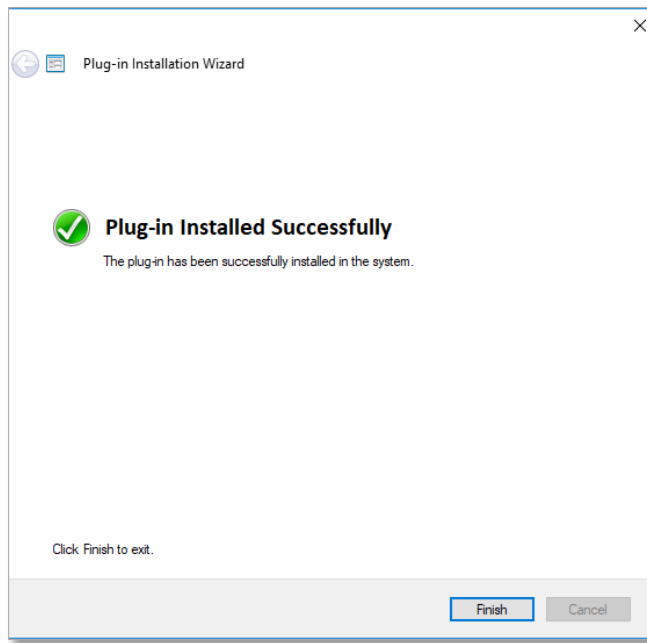 Plug-in Installation Wizard
Plug-in Installed Successfully
The plug-in has been successfully installed in the system.
Click Finish to exit.
Finish Cancel